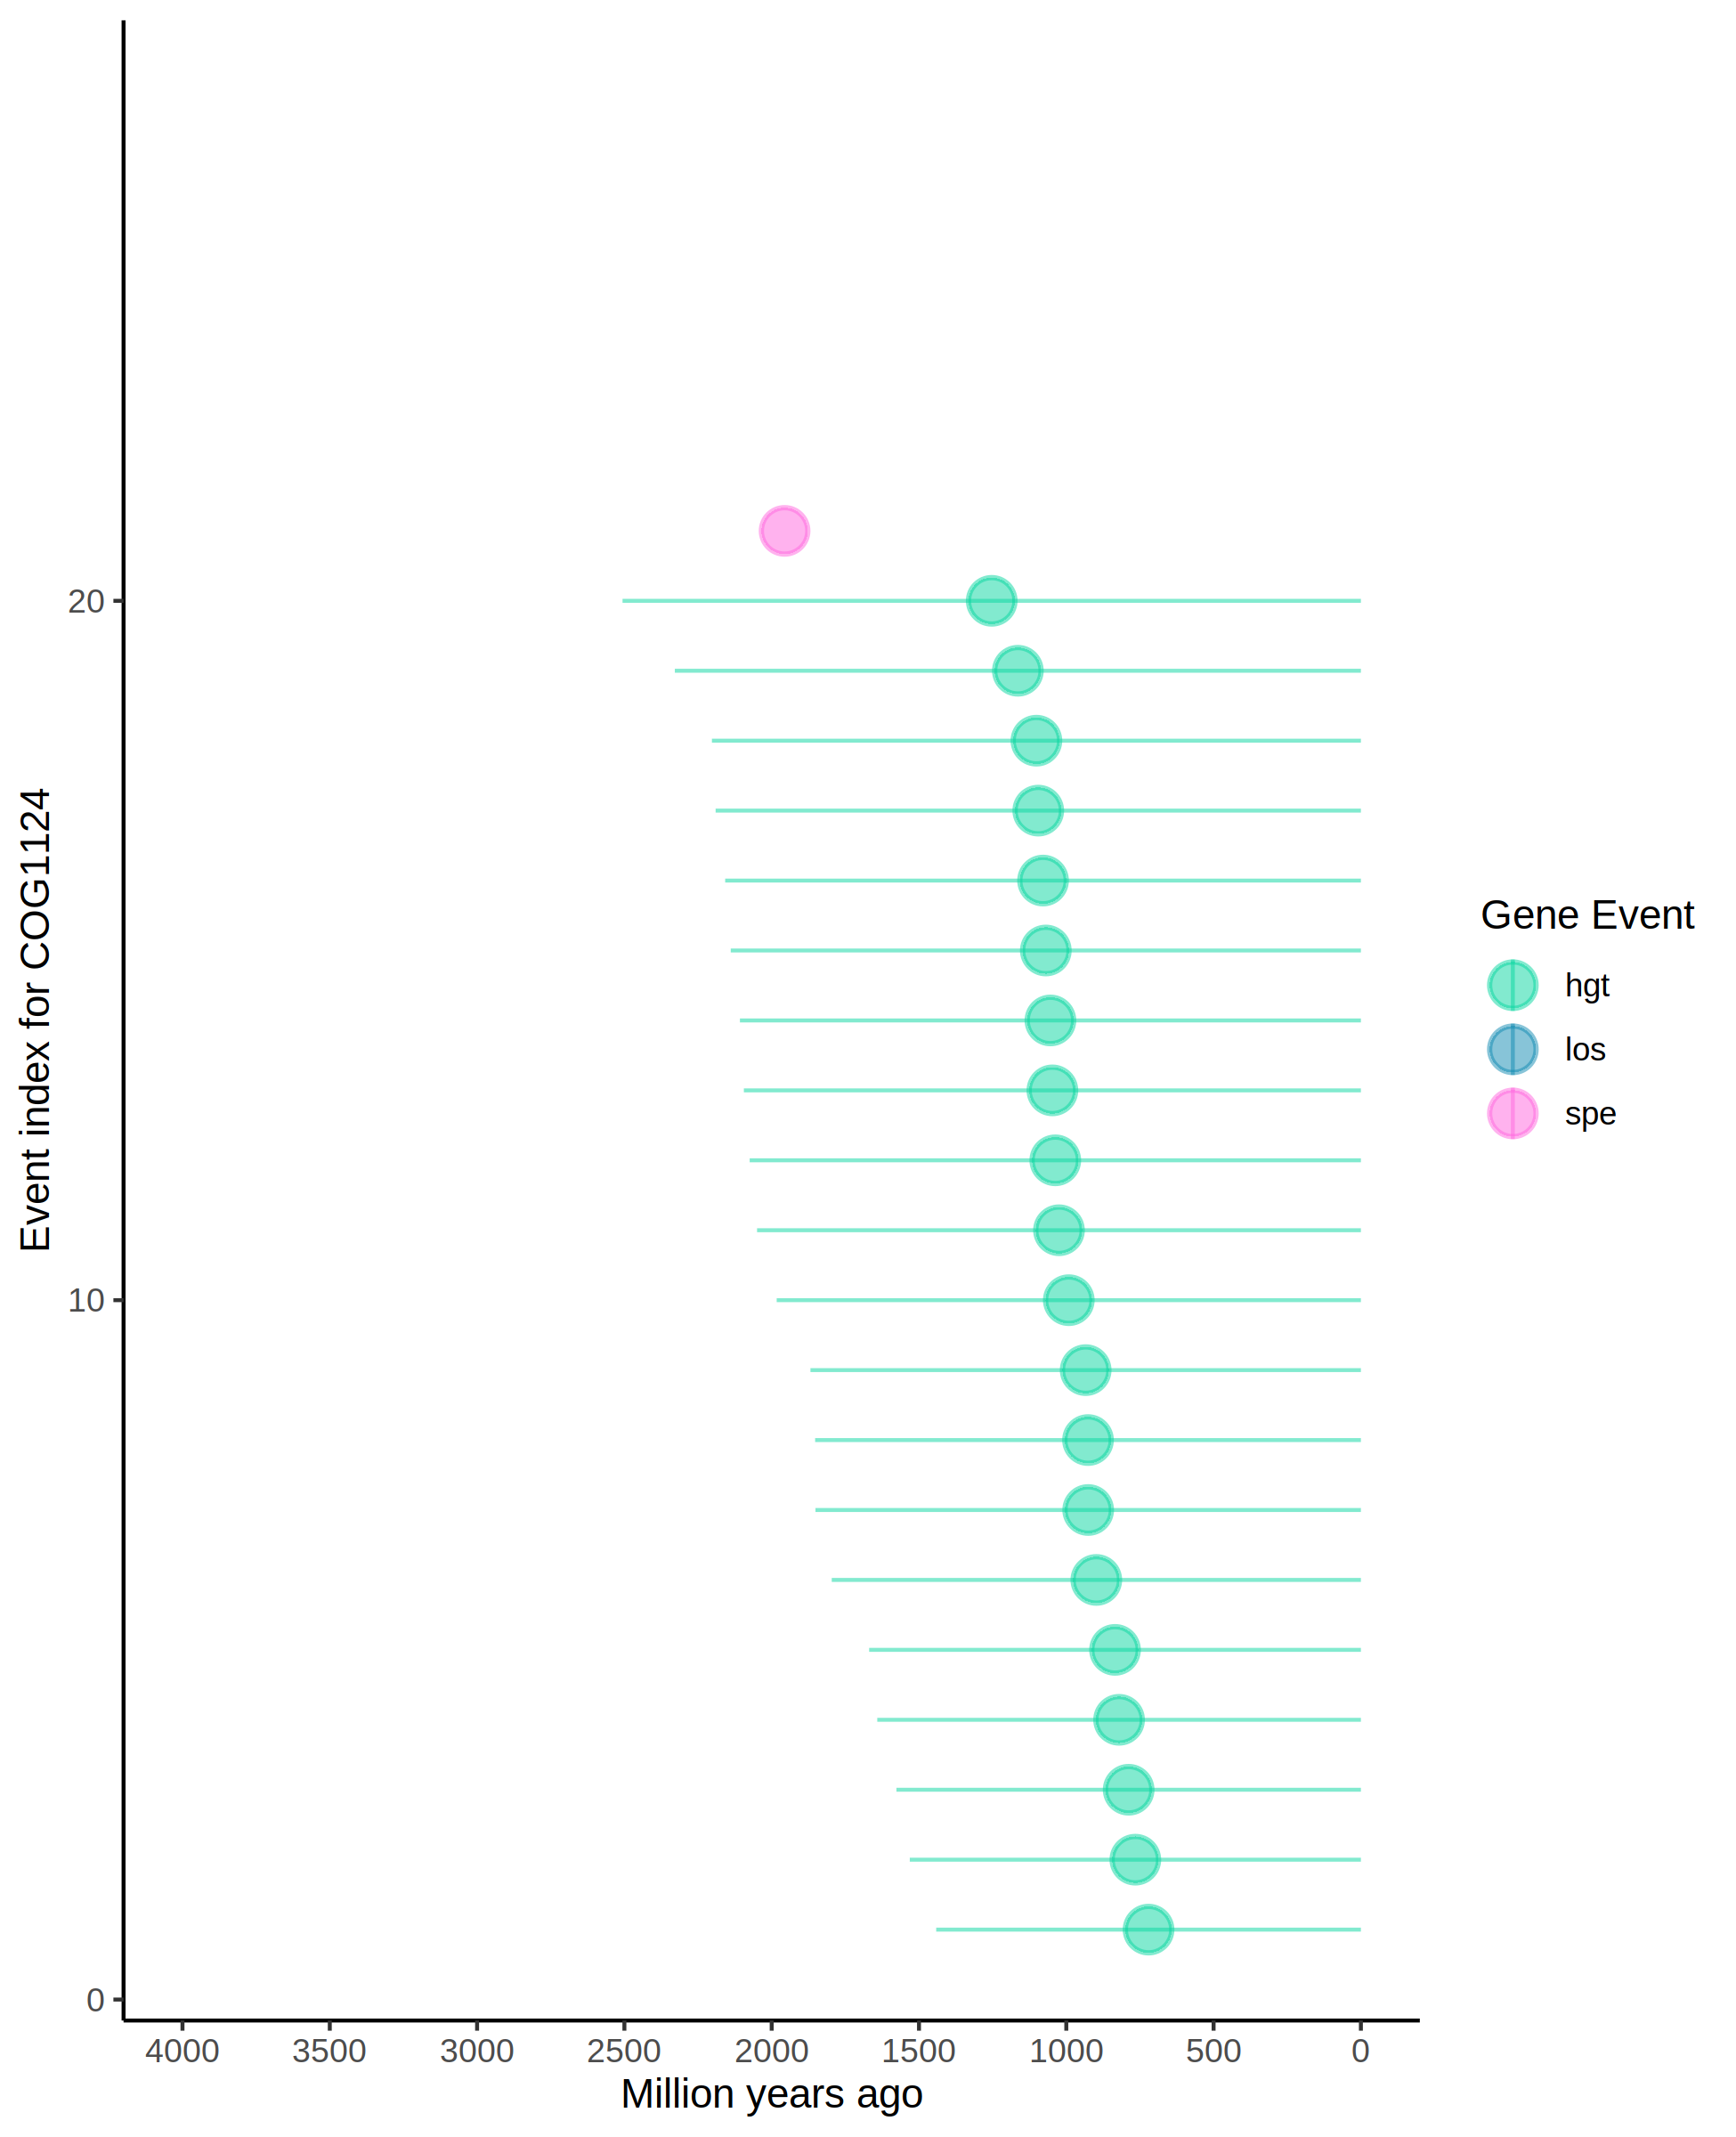 Event index for COG1124
20
10
0
4000 3500 3000 2500 2000 1500 1000 500 0
Million years ago
Gene Event
hgt
los
spe